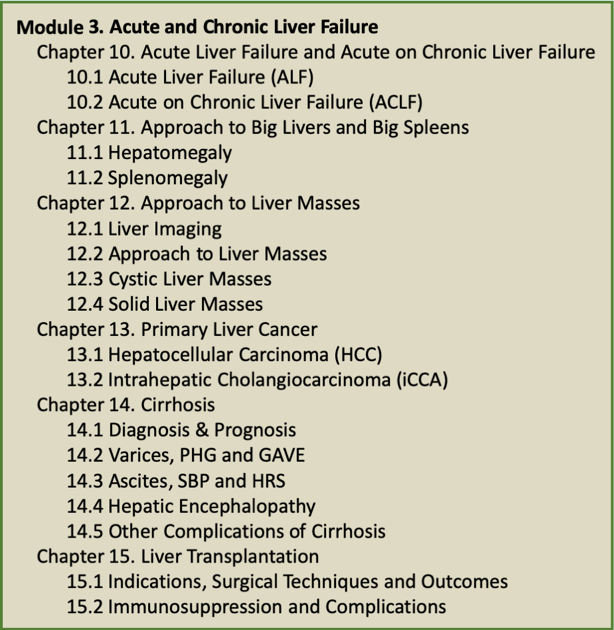 Module 3. Acute and Chronic Liver Failure
Chapter 10. Acute Liver Failure and Acute on Chronic Liver Failure
10.1 Acute Liver Failure (ALF)
10.2 Acute on Chronic Liver Failure (ACLF)
Chapter 11. Approach to Big Livers and Big Spleens
11.1 Hepatomegaly
11.2 Splenomegaly
Chapter 12. Approach to Liver Masses
12.1 Liver Imaging
12.2 Approach to Liver Masses
12.3 Cystic Liver Masses
12.4 Solid Liver Masses
Chapter 13. Primary Liver Cancer
13.1 Hepatocellular Carcinoma (HCC)
13.2 Intrahepatic Cholangiocarcinoma (iCCA)
Chapter 14. Cirrhosis
14.1 Diagnosis & Prognosis
14.2 Varices, PHG and GAVE
14.3 Ascites, SBP and HRS
14.4 Hepatic Encephalopathy
14.5 Other Complications of Cirrhosis
Chapter 15. Liver Transplantation
15.1 Indications, Surgical Techniques and Outcomes
15.2 Immunosuppression and Complications